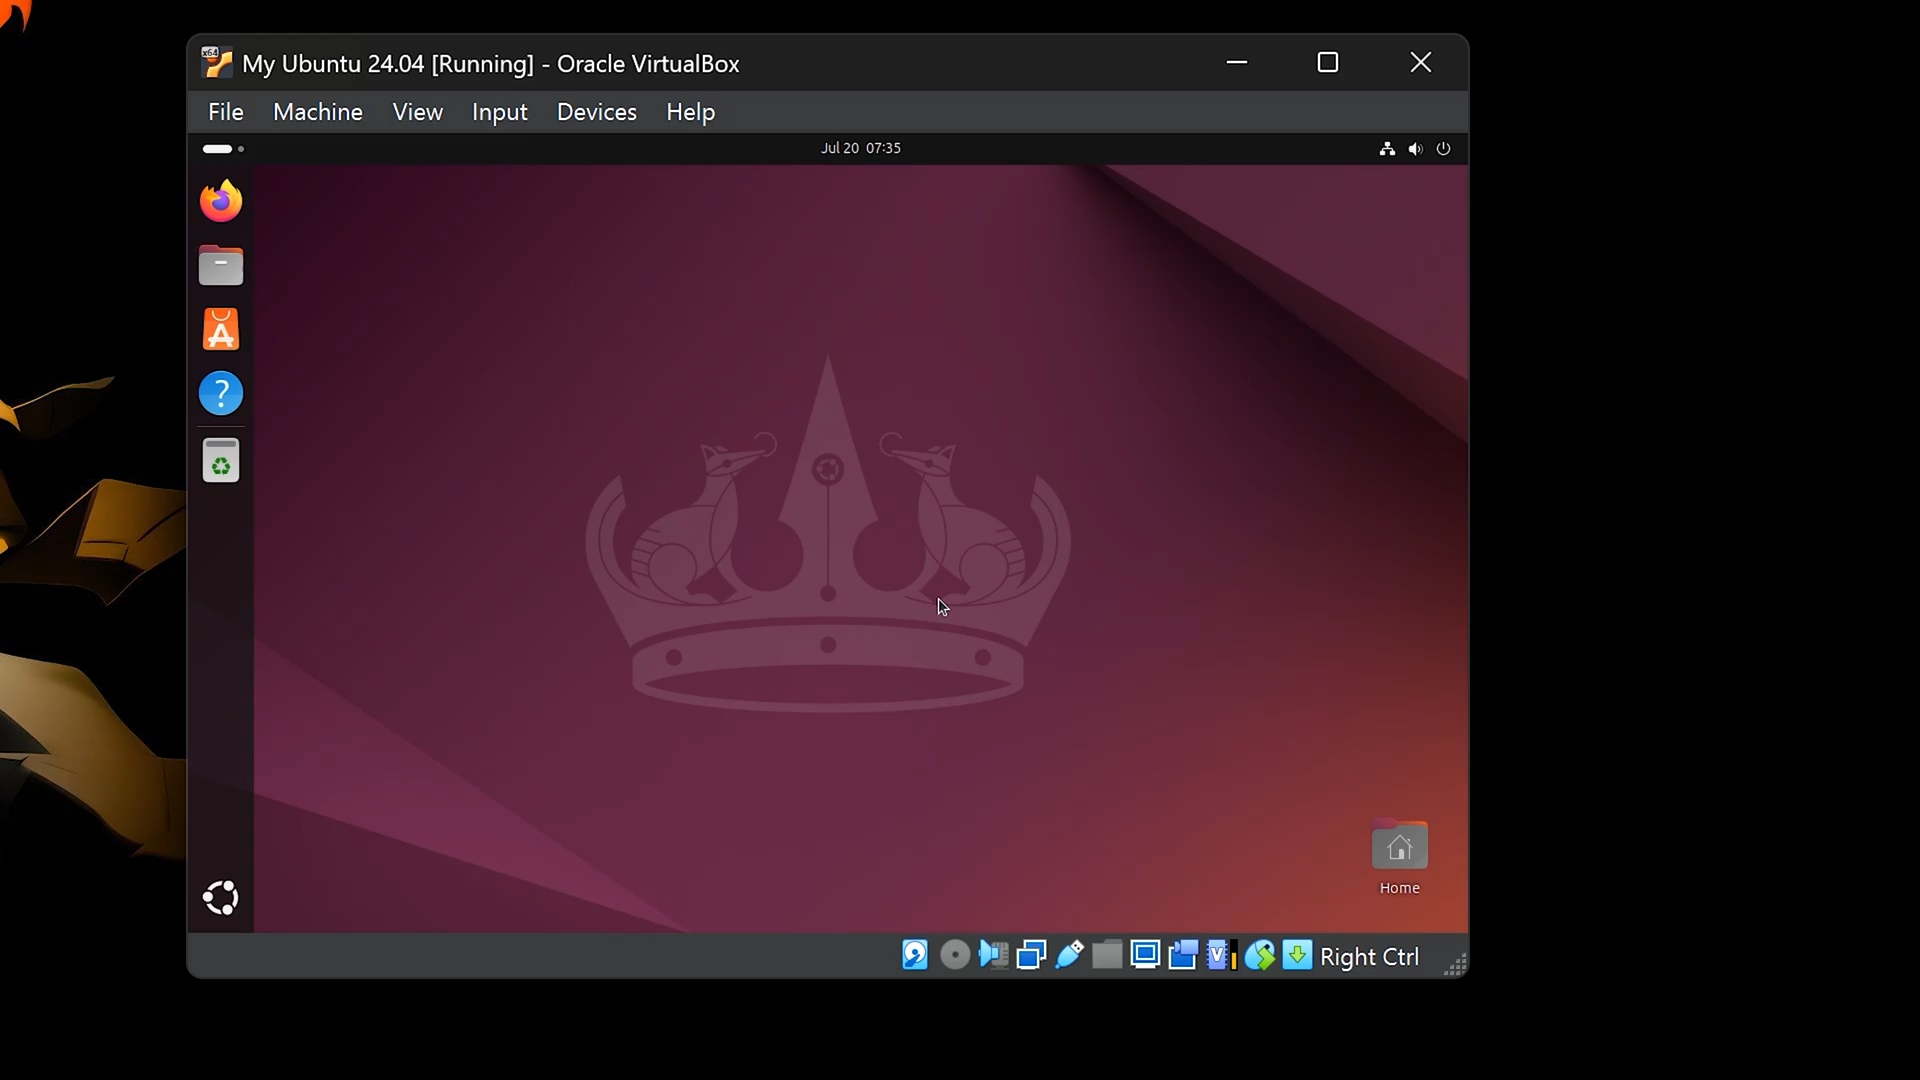 x64
My Ubuntu 24.04 [Running] - Oracle VirtualBox
File Machine View Input Devices Help
Jul 20 07:35
A
?
Home
V
Right Ctrl